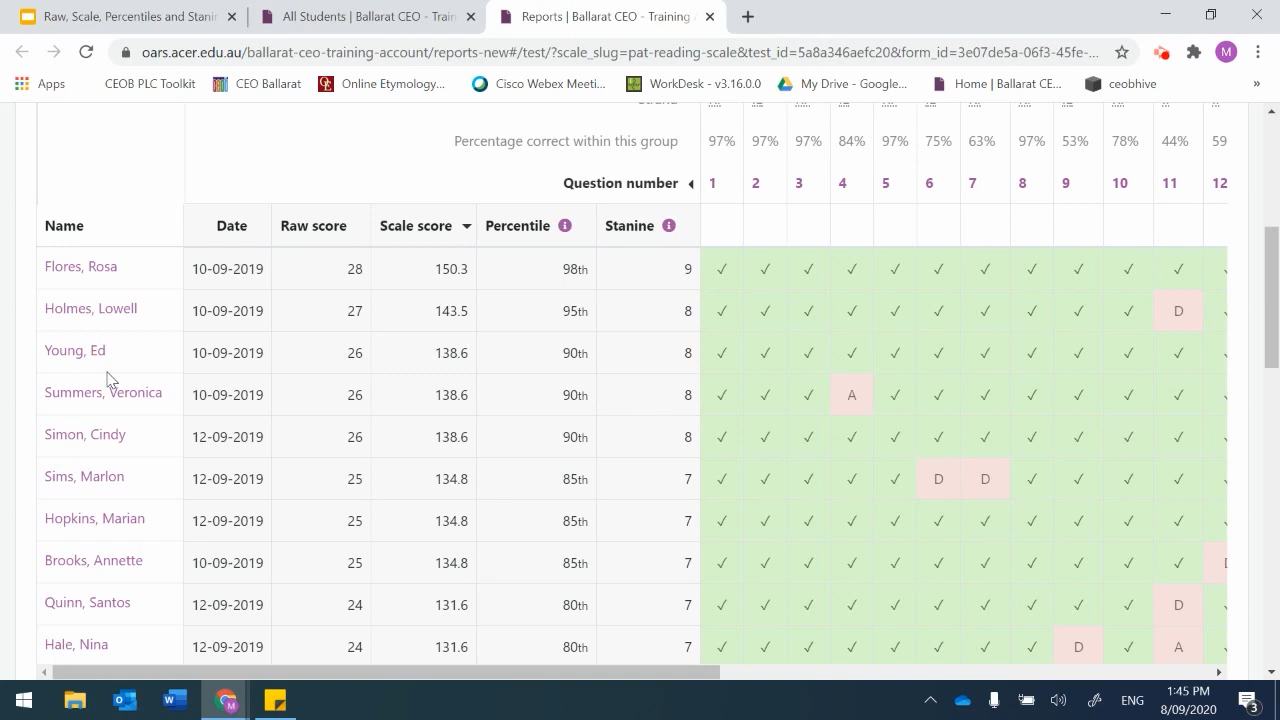 Raw, Scale, Percentiles and Stanin
All Students | Ballarat CEO - Train
Reports | Ballarat CEO - Training A
oars.acer.edu.au/ballarat-ceo-training-account/reports-new#/test/?scale_slug=pat-reading-scale&test_id=5a8a346aefc20&form_id=3e07de5a-06f3-45fe-...
M
Apps CEOB PLC Toolkit CEO Ballarat Online Etymology... Cisco Webex Meeti... WorkDesk - v3.16.0.0 My Drive - Google... Home | Ballarat CE... ceobhive »
Percentage correct within this group 97% 97% 97% 84% 97% 75% 63% 97% 53% 78% 44% 59
Question number 1 2 3 4 5 6 7 8 9 10 11 12
Name Date Raw score Scale score Percentile i Stanine i
Flores, Rosa 10-09-2019 28 150.3 98th 9 ✓ ✓ ✓ ✓ ✓ ✓ ✓ ✓ ✓ ✓ ✓
Holmes, Lowell 10-09-2019 27 143.5 95th 8 ✓ ✓ ✓ ✓ ✓ ✓ ✓ ✓ ✓ ✓ D
Young, Ed 10-09-2019 26 138.6 90th 8 ✓ ✓ ✓ ✓ ✓ ✓ ✓ ✓ ✓ ✓ ✓
Summers, Veronica 10-09-2019 26 138.6 90th 8 ✓ ✓ ✓ A ✓ ✓ ✓ ✓ ✓ ✓ ✓
Simon, Cindy 12-09-2019 26 138.6 90th 8 ✓ ✓ ✓ ✓ ✓ ✓ ✓ ✓ ✓ ✓ ✓
Sims, Marlon 12-09-2019 25 134.8 85th 7 ✓ ✓ ✓ ✓ ✓ D D ✓ ✓ ✓ ✓
Hopkins, Marian 12-09-2019 25 134.8 85th 7 ✓ ✓ ✓ ✓ ✓ ✓ ✓ ✓ ✓ ✓ ✓
Brooks, Annette 10-09-2019 25 134.8 85th 7 ✓ ✓ ✓ ✓ ✓ ✓ ✓ ✓ ✓ ✓ ✓
Quinn, Santos 12-09-2019 24 131.6 80th 7 ✓ ✓ ✓ ✓ ✓ ✓ ✓ ✓ ✓ ✓ D
Hale, Nina 12-09-2019 24 131.6 80th 7 ✓ ✓ ✓ ✓ ✓ ✓ ✓ ✓ D ✓ A
ENG 1:45 PM
8/09/2020 3